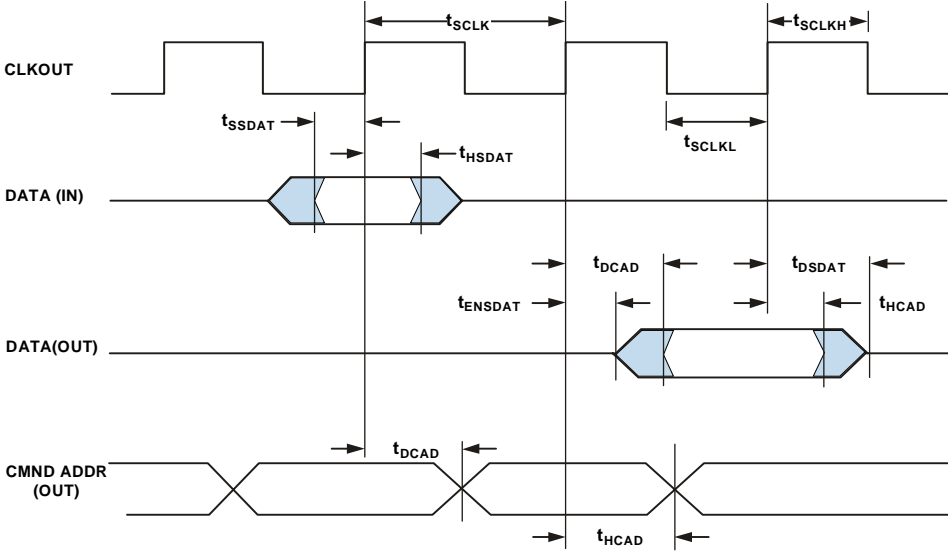 tSCLK
tSCLKH
CLKOUT
tSSDAT
tSCLKL
tHSDAT
DATA (IN)
tDCAD
tDSDAT
tENSDAT
tHCAD
DATA(OUT)
tDCAD
CMND ADDR
(OUT)
tHCAD